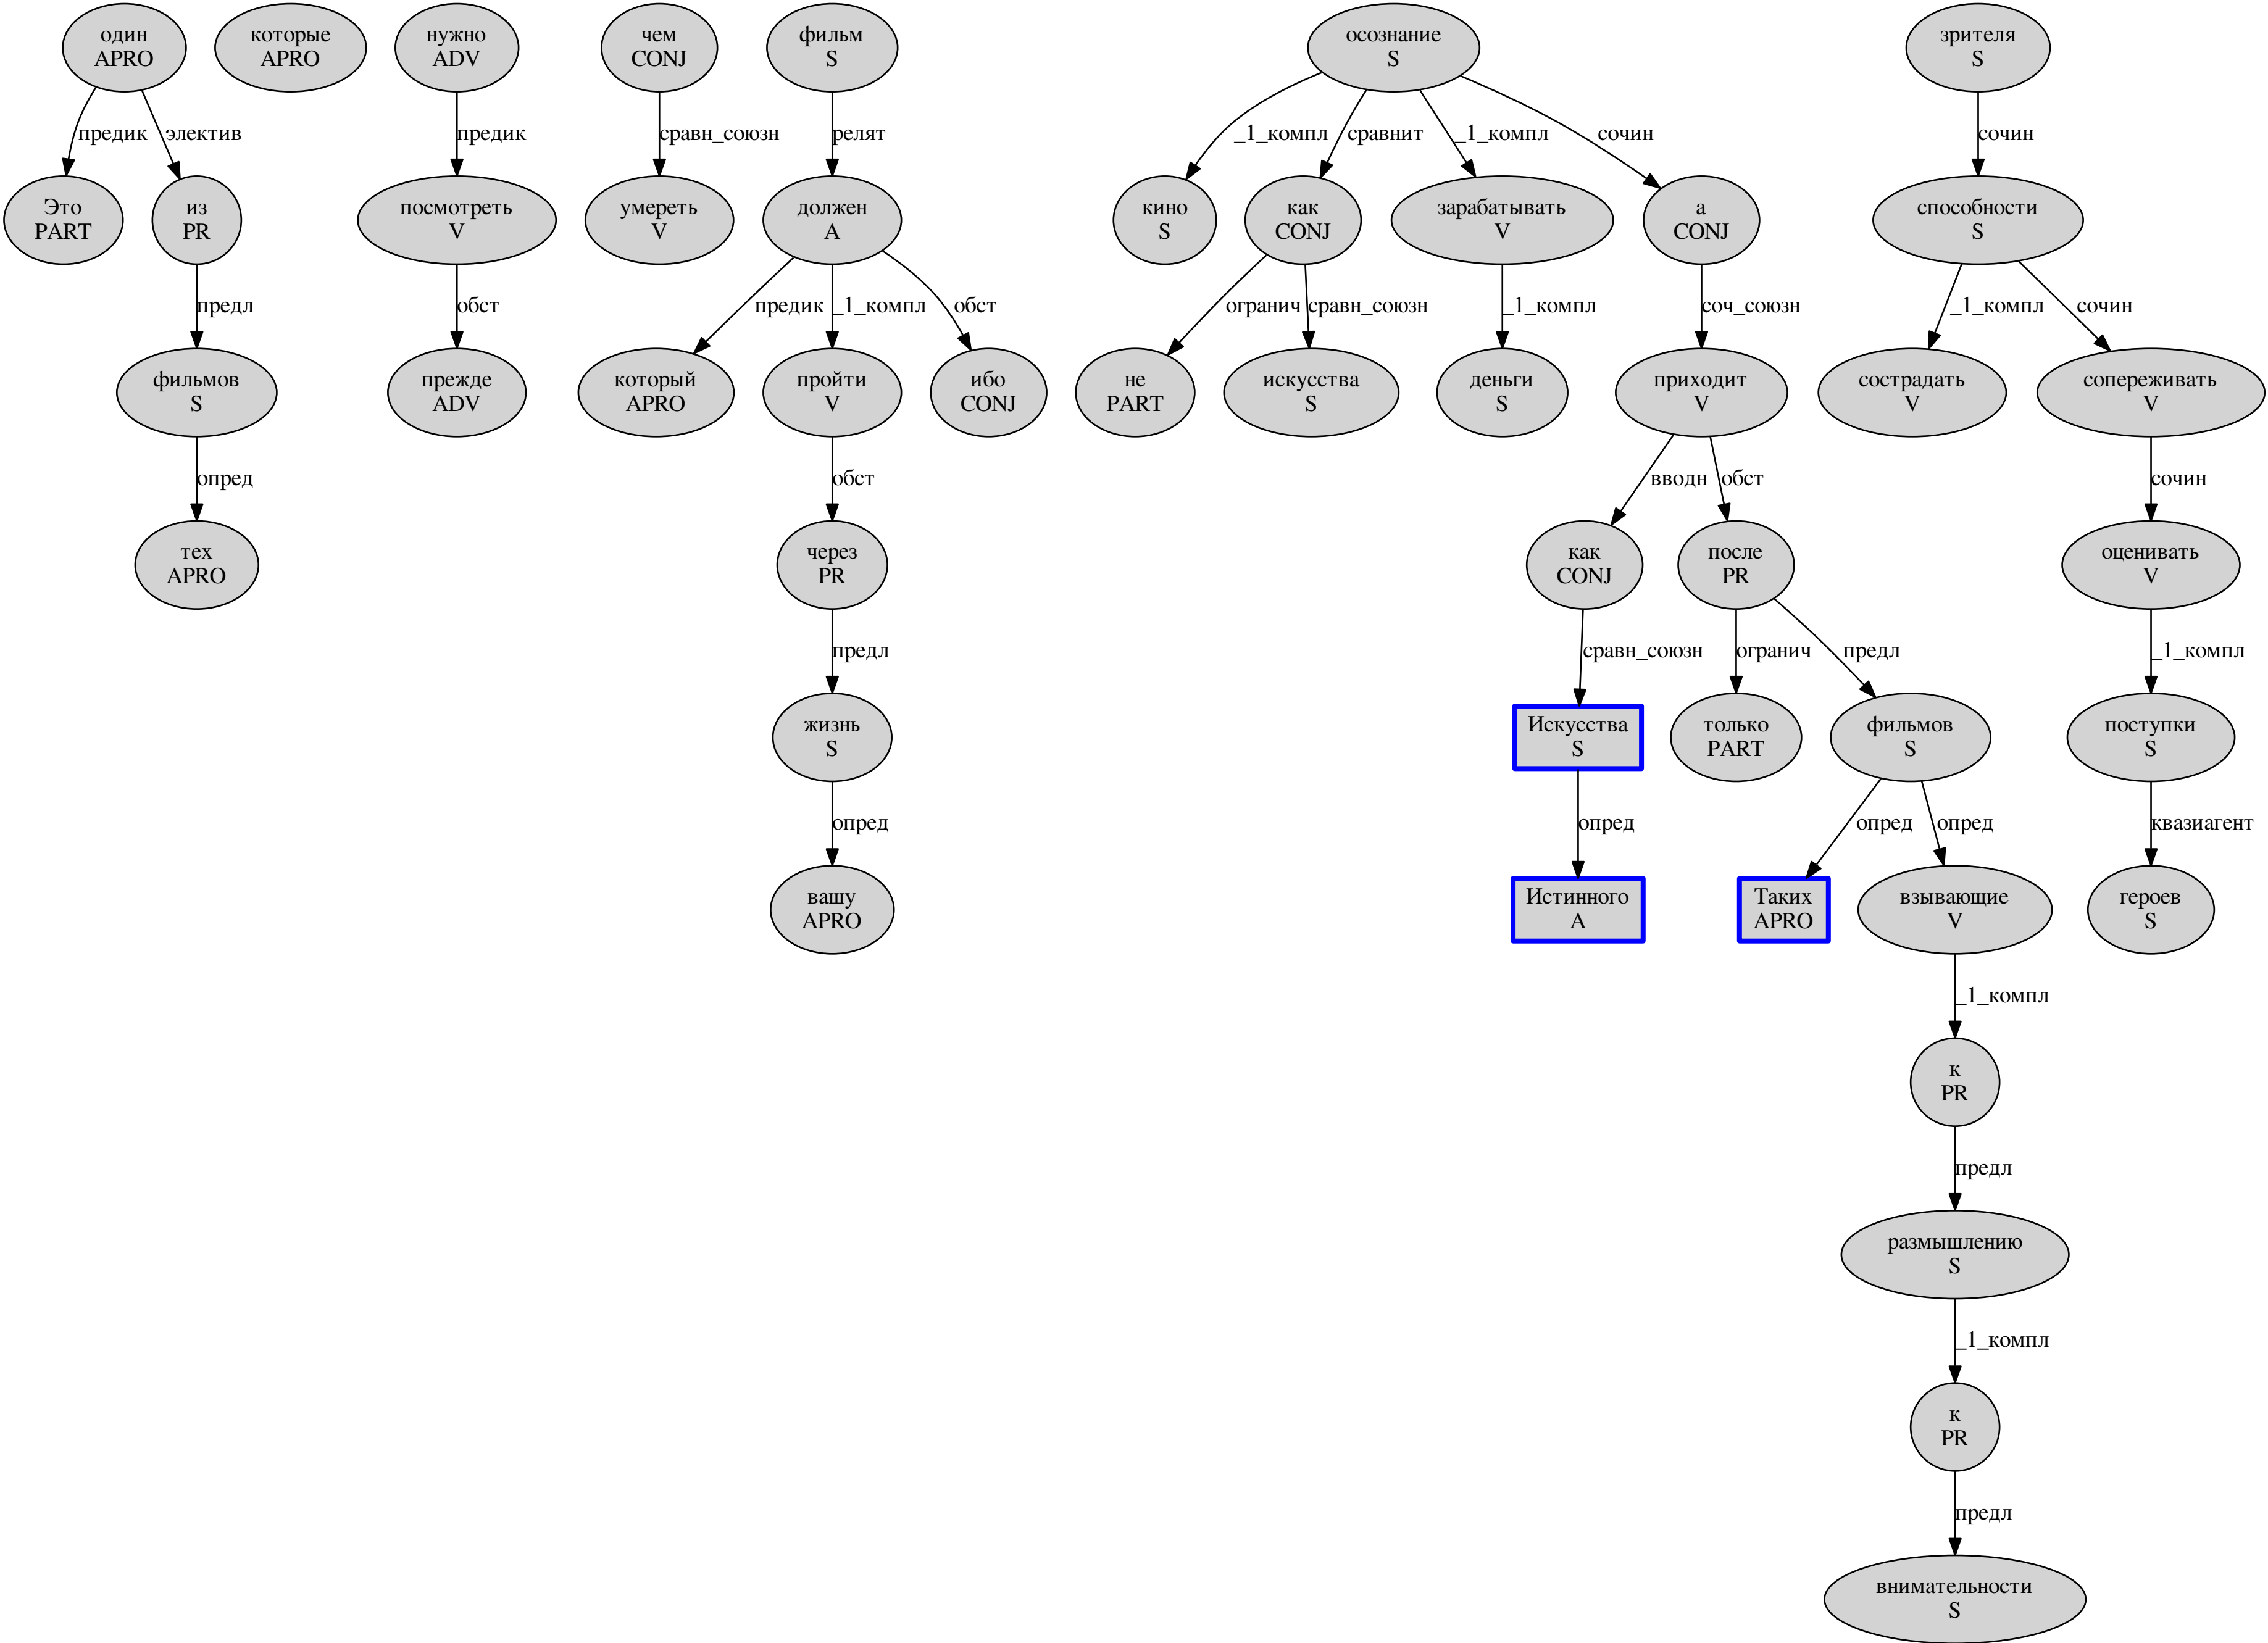 один
APRO
которые
APRO
нужно
ADV
чем
CONJ
фильм
S
осознание
S
зрителя
S
предик
электив
предик
сравн_союзн
релят
_1_компл
сравнит
_1_компл
сочин
сочин
Это
PART
из
PR
посмотреть
V
умереть
V
должен
A
кино
S
как
CONJ
зарабатывать
V
а
CONJ
способности
S
предл
обст
предик
_1_компл
обст
огранич
сравн_союзн
_1_компл
соч_союзн
_1_компл
сочин
фильмов
S
прежде
ADV
который
APRO
пройти
V
ибо
CONJ
не
PART
искусства
S
деньги
S
приходит
V
сострадать
V
сопереживать
V
опред
обст
вводн
обст
сочин
тех
APRO
через
PR
как
CONJ
после
PR
оценивать
V
предл
сравн_союзн
огранич
предл
_1_компл
жизнь
S
Искусства
S
только
PART
фильмов
S
поступки
S
опред
опред
опред
опред
квазиагент
вашу
APRO
Истинного
A
Таких
APRO
взывающие
V
героев
S
_1_компл
к
PR
предл
размышлению
S
_1_компл
к
PR
предл
внимательности
S